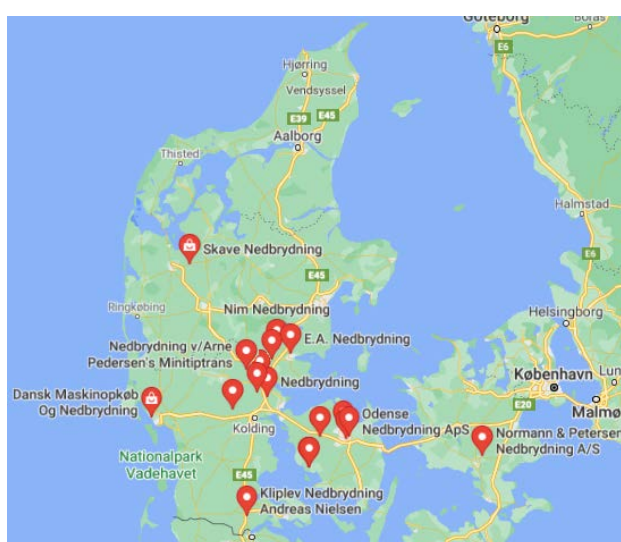 Göteborg
Borås
E6
Hjørring
Vendsyssel
E39
E45
Aalborg
Thisted
Halmstad
Skave Nedbrydning
E6
E45
Ringkøbing
Nim Nedbrydning
Helsingborg
E.A. Nedbrydning
Nedbrydning v/Arne
Pedersen's Minitiptrans
København
Lun
Nedbrydning
Dansk Maskinopkøb
Og Nedbrydning
E20
Malmö
Odense
Nedbrydning ApS
Kolding
Normann & Petersen
Nedbrydning A/S
Nationalpark
Vadehavet
E45
Kliplev Nedbrydning
Andreas Nielsen